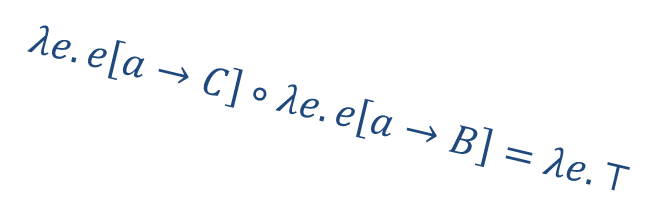 λe. e[a → C] ∘ λe. e[a → B] = λe. ⊤